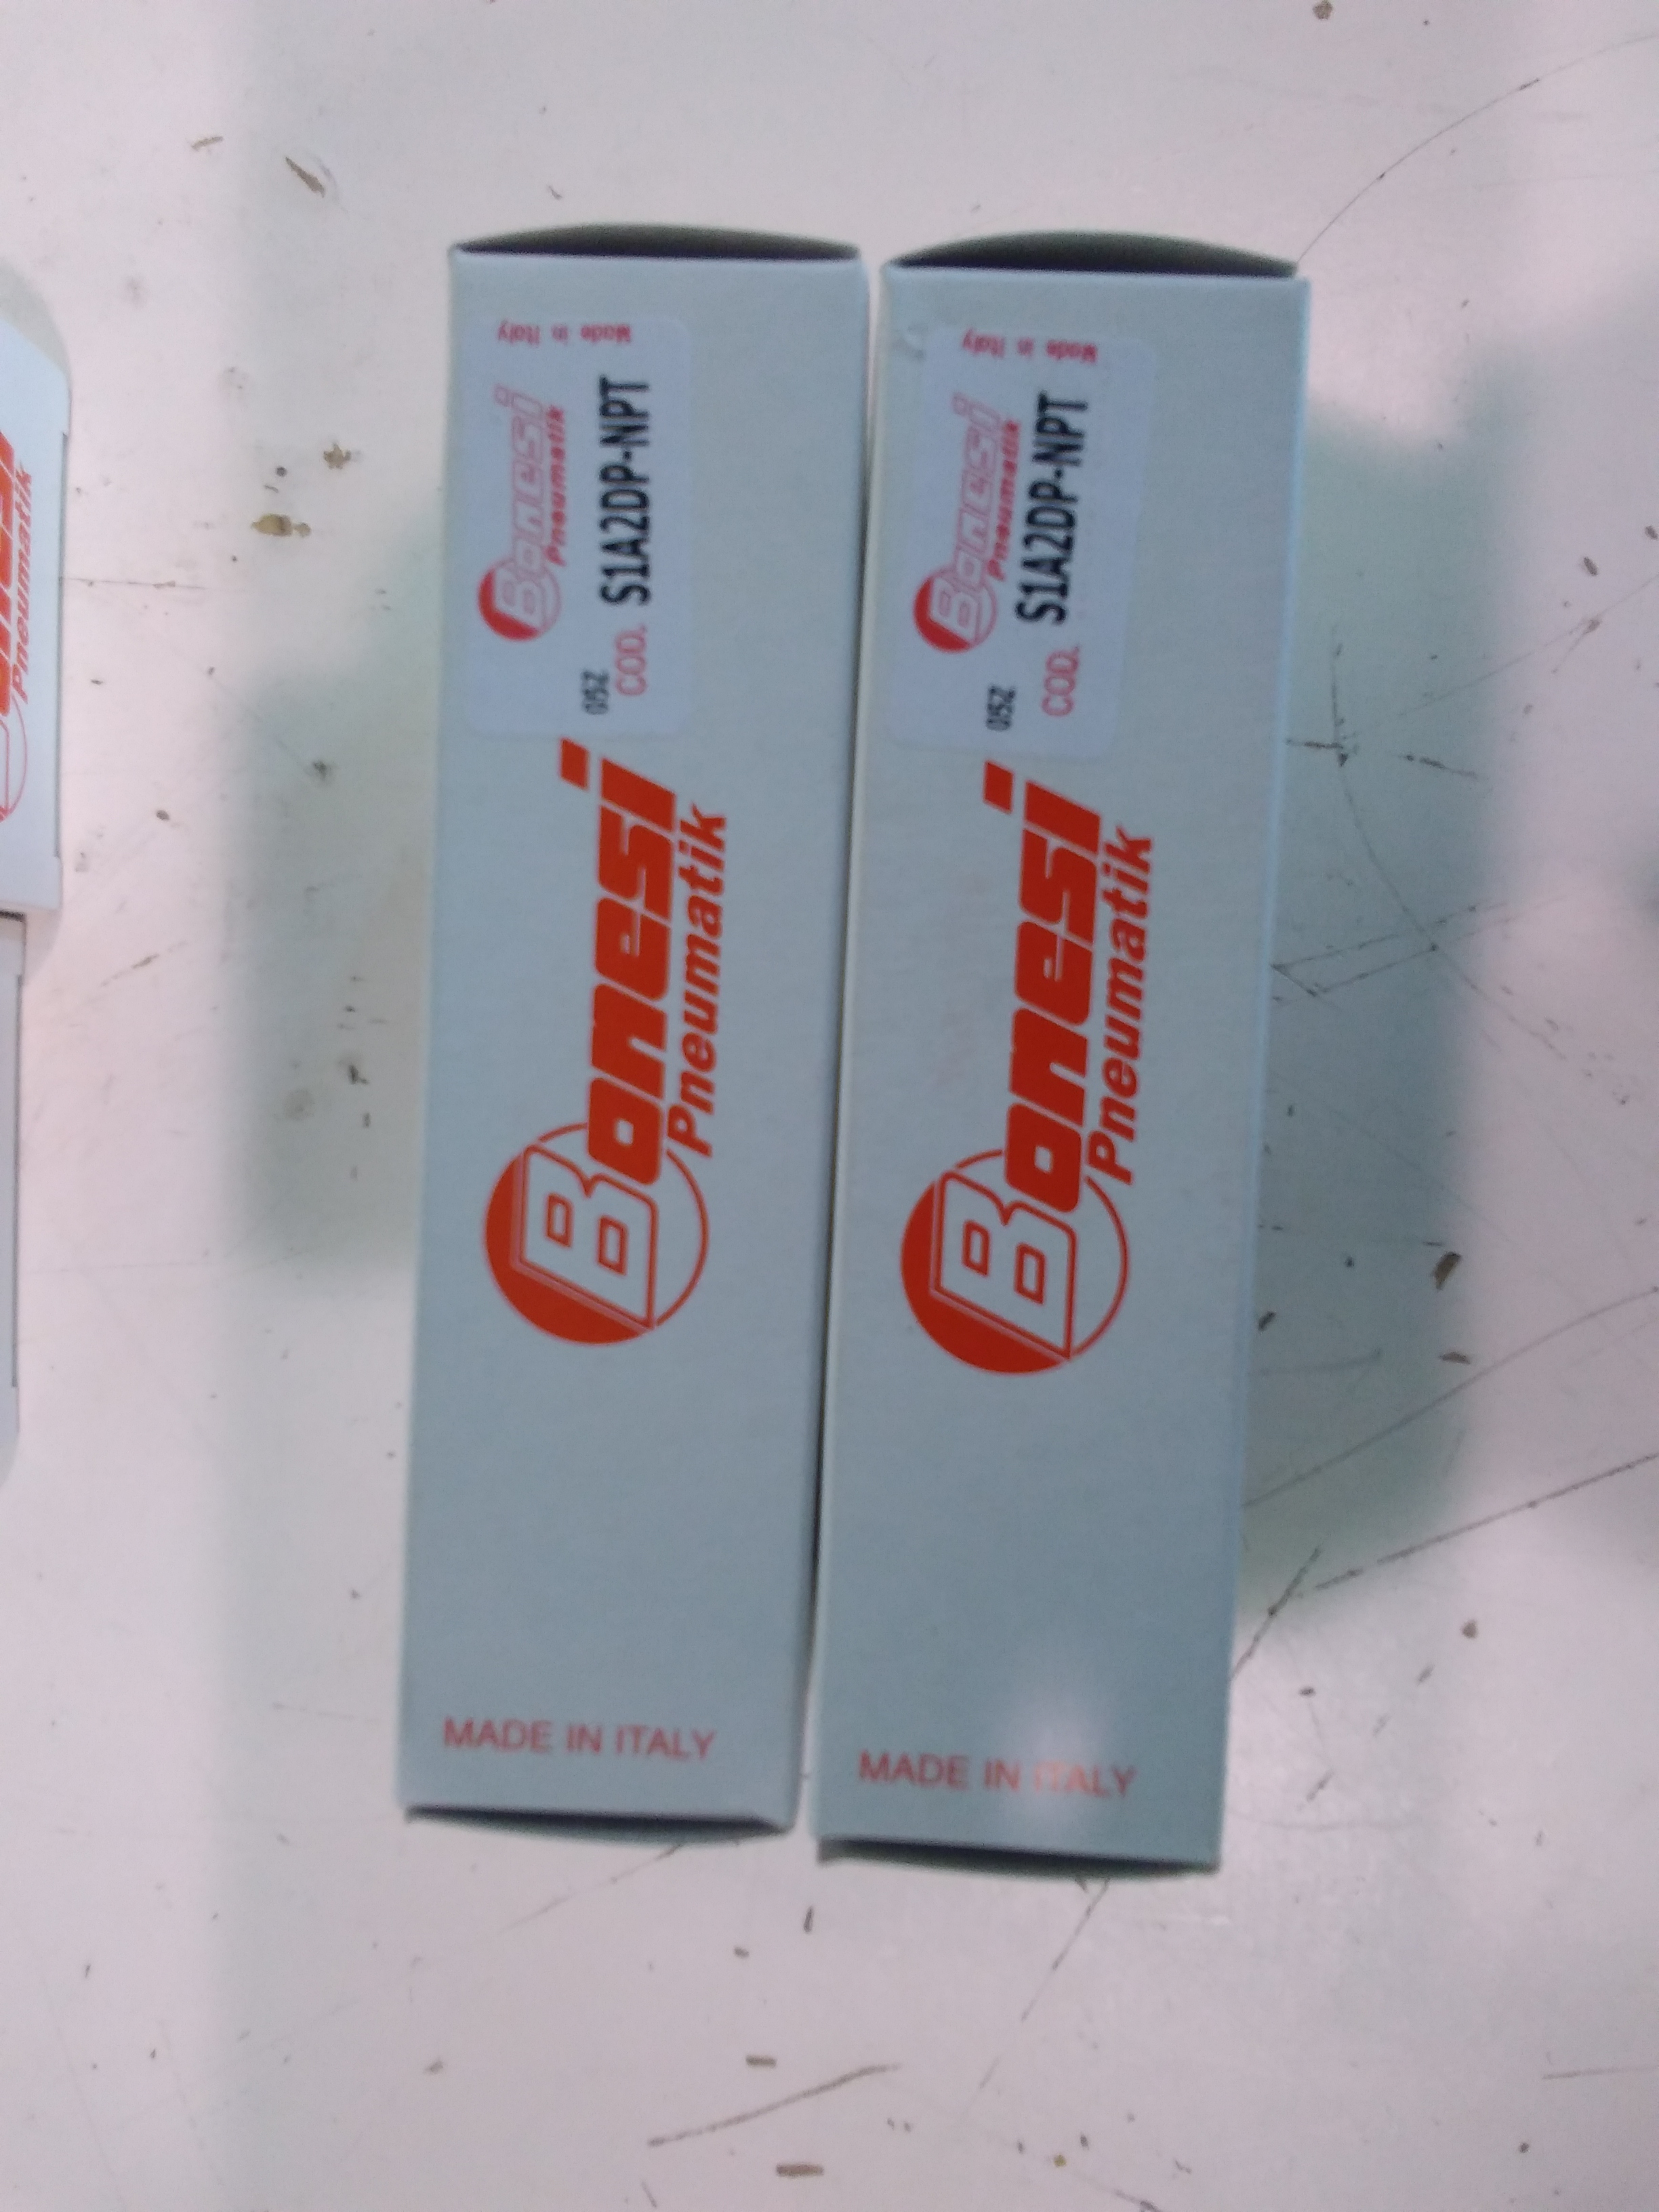 Made in Italy
Bonesi
Pneumatik
05Z
COD. S1A2DP-NPT
Bonesi
Pneumatik
MADE IN ITALY
Made in Italy
Bonesi
Pneumatik
05Z
COD. S1A2DP-NPT
Bonesi
Pneumatik
MADE IN ITALY
Pneumatik